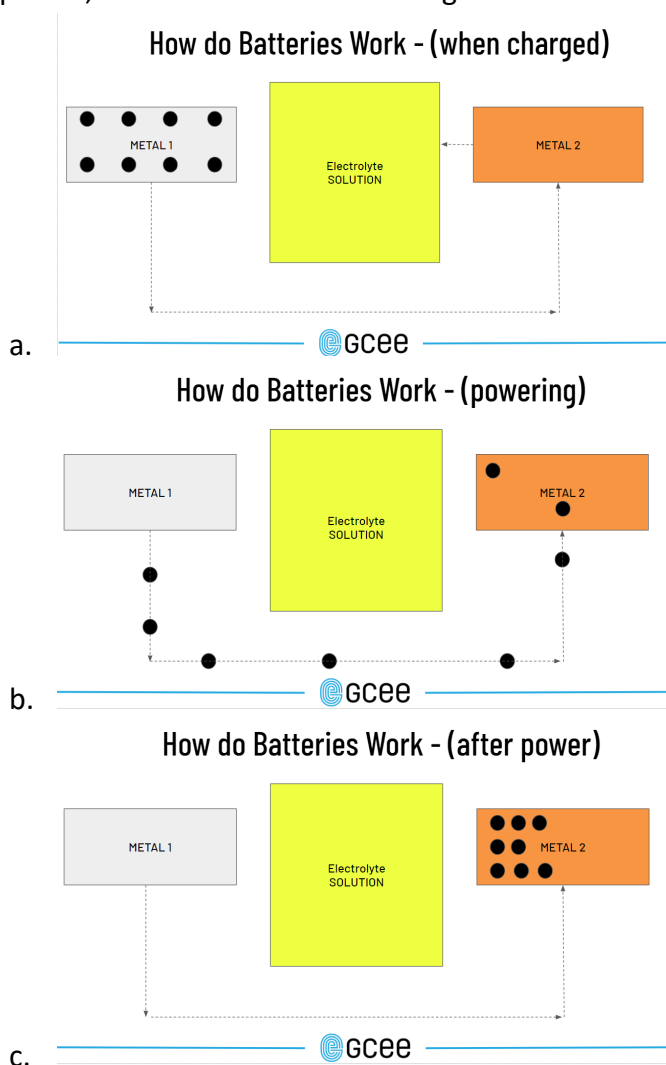 How do Batteries Work - (when charged)
METAL 1
Electrolyte
SOLUTION
METAL 2
a.
GCee
How do Batteries Work - (powering)
METAL 1
Electrolyte
SOLUTION
METAL 2
b.
GCee
How do Batteries Work - (after power)
METAL 1
Electrolyte
SOLUTION
METAL 2
c.
GCee